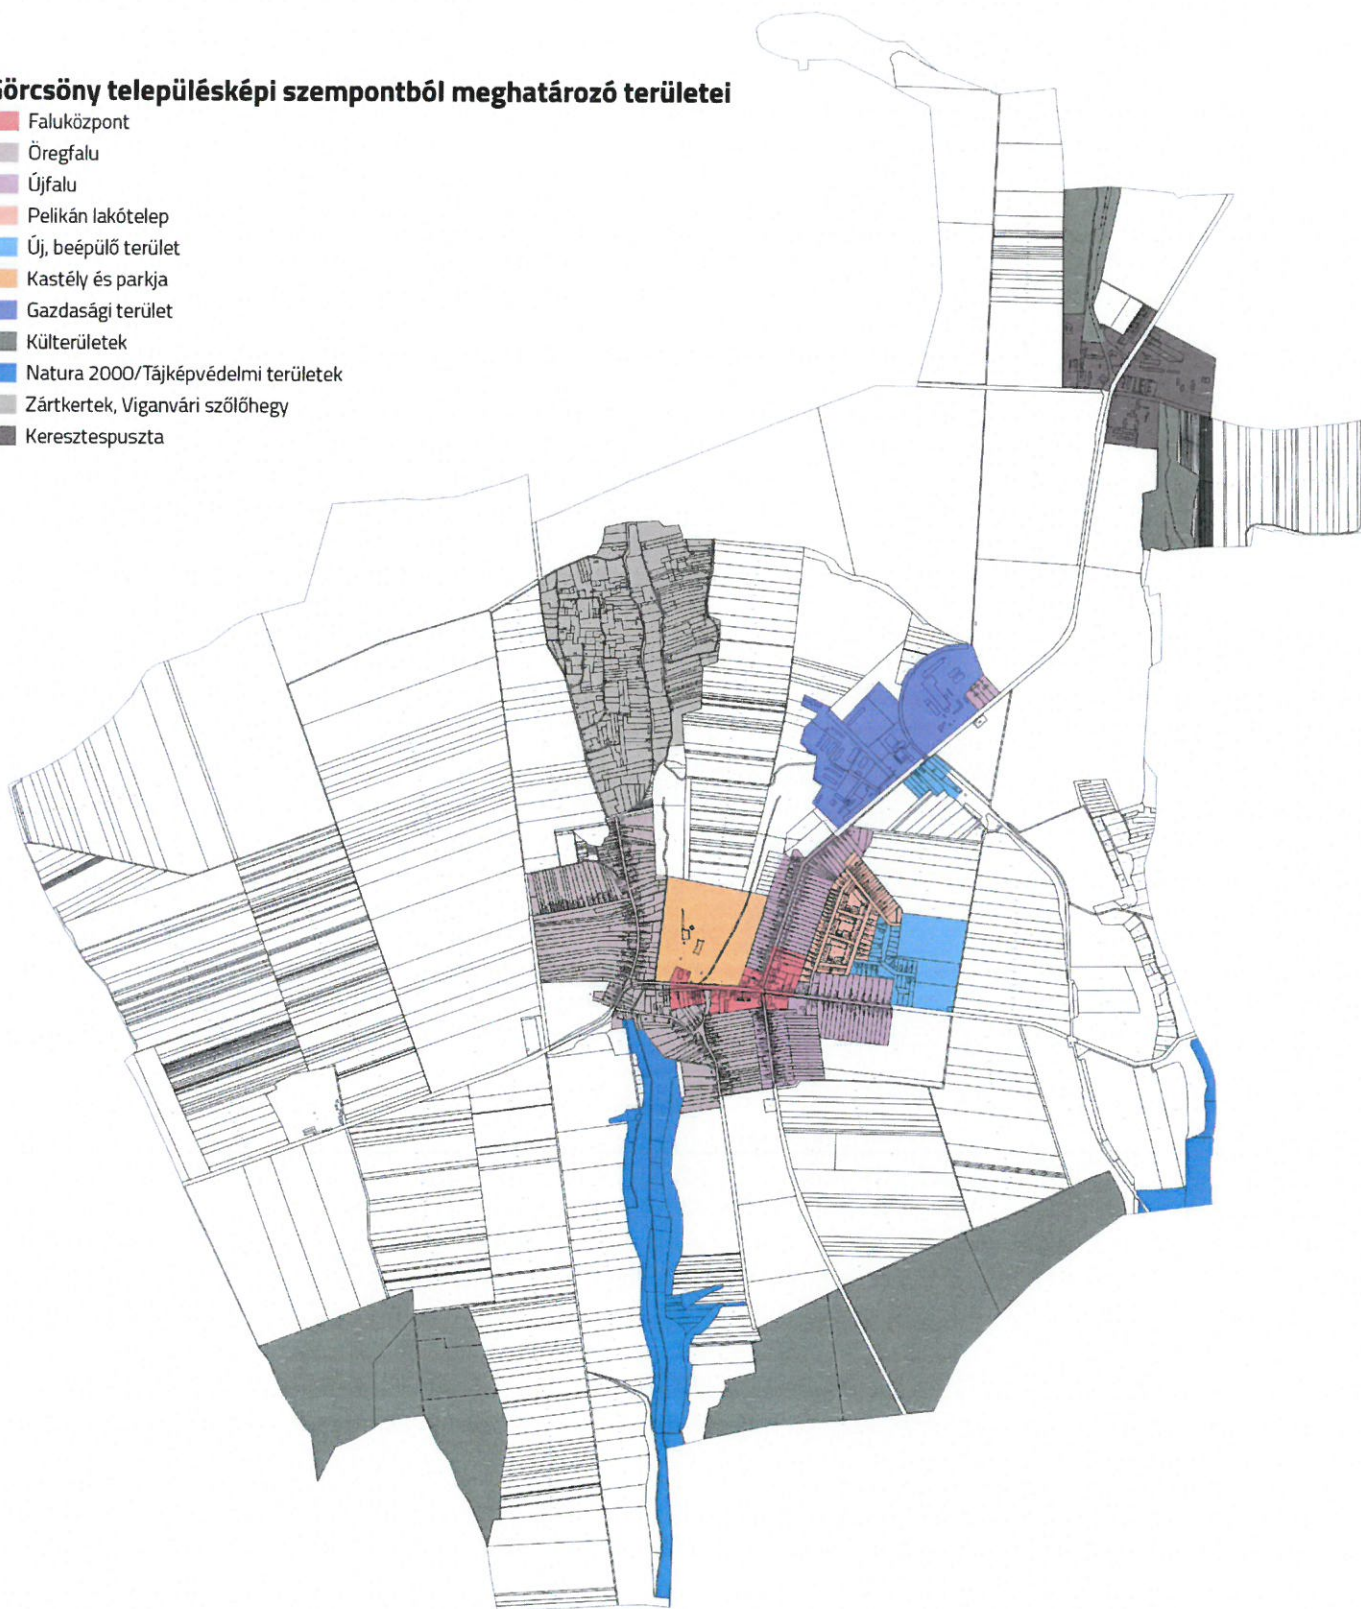 Görcsöny településképi szempontból meghatározó területei
Faluközpont
Öregfalu
Újfalu
Pelikán lakótelep
Új, beépülő terület
Kastély és parkja
Gazdasági terület
Külterületek
Natura 2000/Tájképvédelmi területek
Zártkertek, Viganvári szőlőhegy
Keresztespuszta